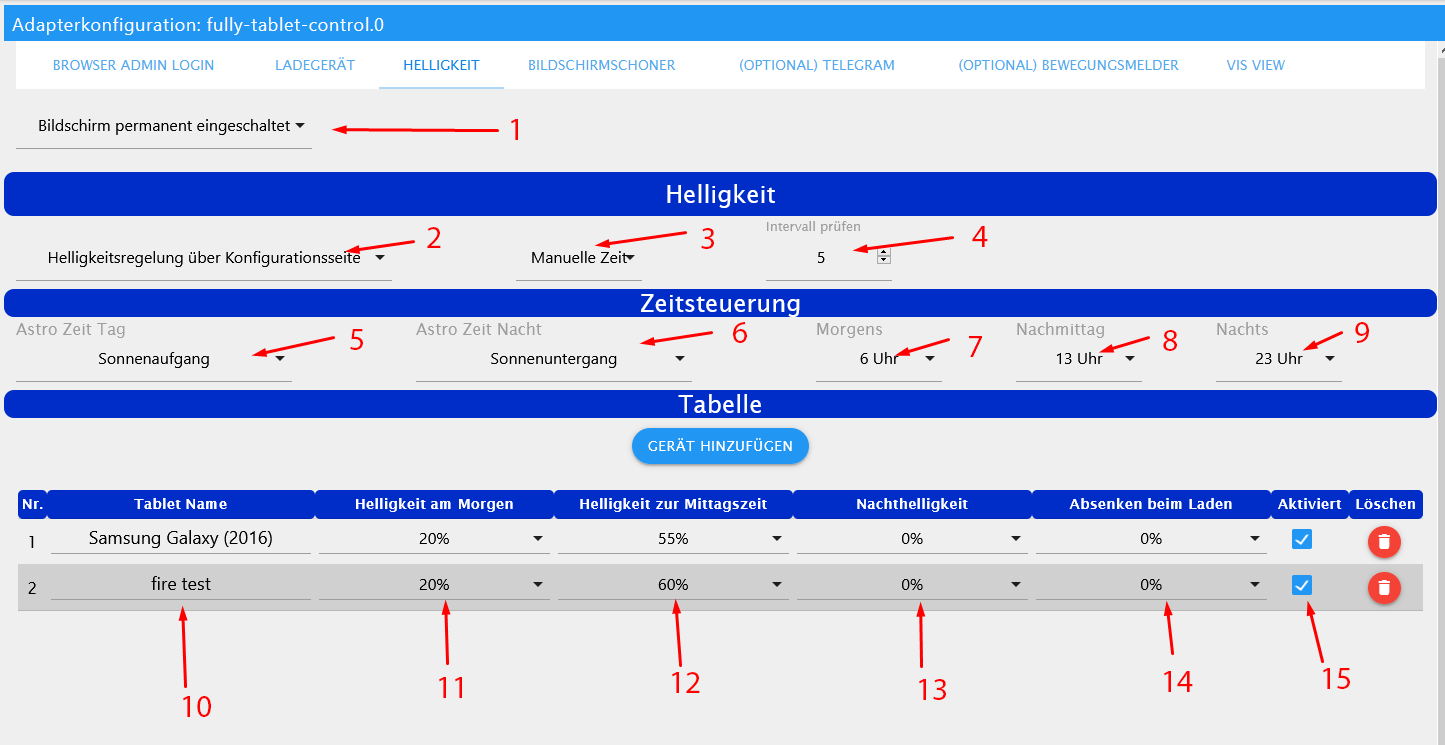 Adapterkonfiguration: fully-tablet-control.0
BROWSER ADMIN LOGIN LADEGERÄT HELLIGKEIT BILDSCHIRMSCHONER (OPTIONAL) TELEGRAM (OPTIONAL) BEWEGUNGSMELDER VIS VIEW
Bildschirm permanent eingeschaltet 1
Helligkeit
Intervall prüfen
2 3 4
Helligkeitsregelung über Konfigurationsseite Manuelle Zeit 5
Zeitsteuerung
Astro Zeit Tag Astro Zeit Nacht Morgens Nachmittag Nachts
5 6 7 8 9
Sonnenaufgang Sonnenuntergang 6 Uhr 13 Uhr 23 Uhr
Tabelle
GERÄT HINZUFÜGEN
Nr. Tablet Name Helligkeit am Morgen Helligkeit zur Mittagszeit Nachthelligkeit Absenken beim Laden Aktiviert Löschen
1 Samsung Galaxy (2016) 20% 55% 0% 0%
2 fire test 20% 60% 0% 0%
10 11 12 13 14 15